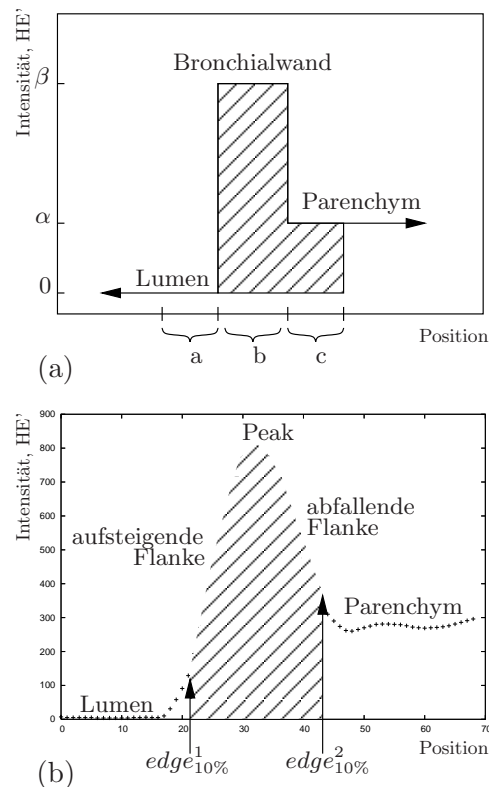 Intensität, HE'
Bronchialwand
β
Parenchym
α
Lumen
0
Position
a
b
c
(a)
Intensität, HE'
900
800
700
600
500
400
300
200
100
0
Peak
aufsteigende
Flanke
abfallende
Flanke
Parenchym
Lumen
0 10 20 30 40 50 60 70
Position
edge¹10%
edge²10%
(b)